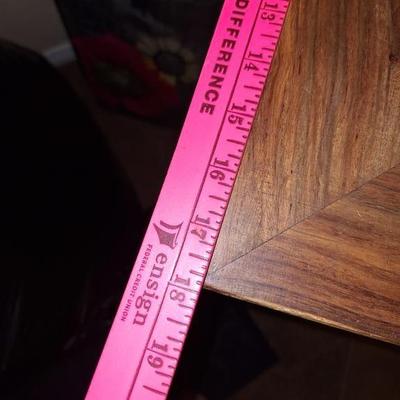 DIFFERENCE
13
14
15
16
17
18
19
ensign
FEDERAL CREDIT UNION